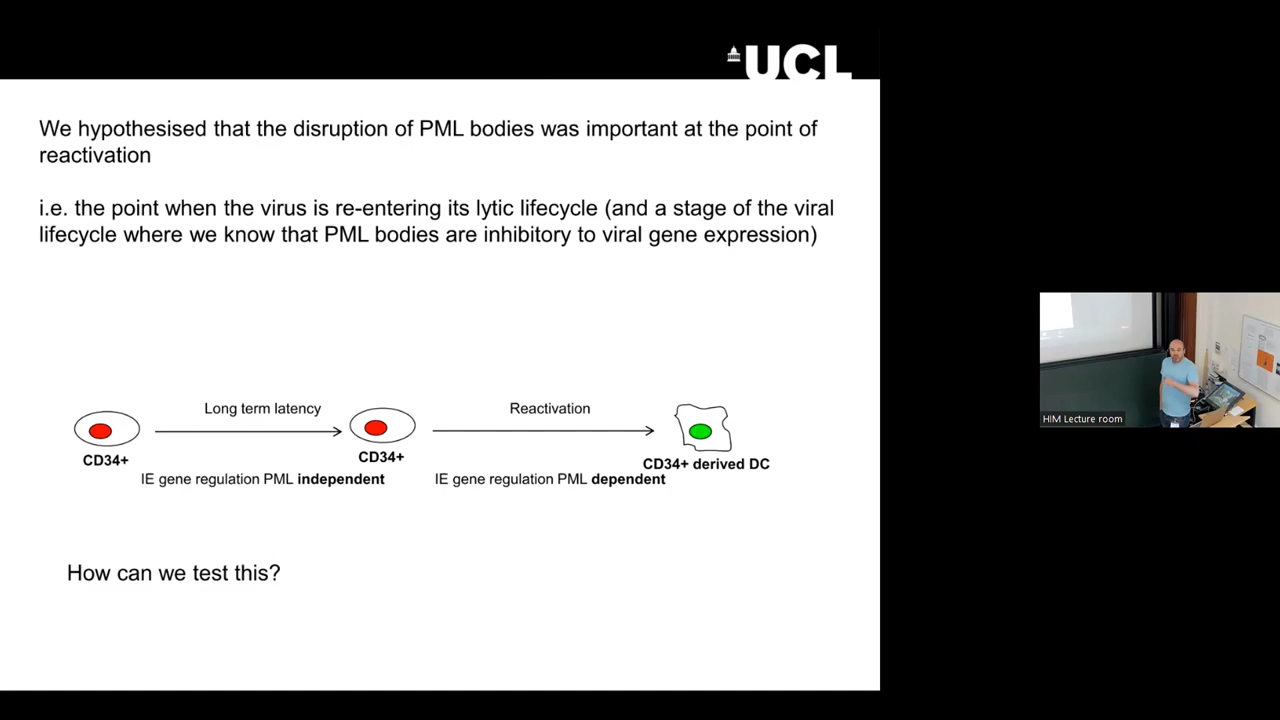 UCL
We hypothesised that the disruption of PML bodies was important at the point of
reactivation
i.e. the point when the virus is re-entering its lytic lifecycle (and a stage of the viral
lifecycle where we know that PML bodies are inhibitory to viral gene expression)
Long term latency
Reactivation
CD34+
CD34+
CD34+ derived DC
IE gene regulation PML independent
IE gene regulation PML dependent
How can we test this?
HIM Lecture room